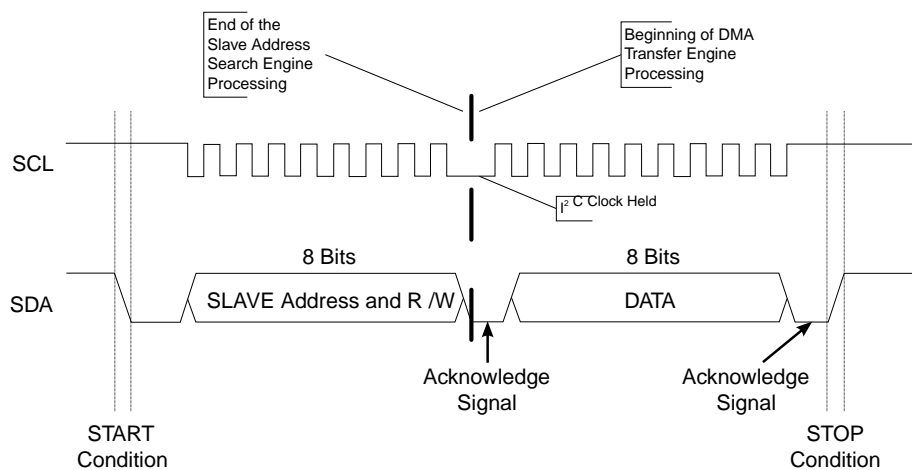 End of the
Slave Address
Search Engine
Processing
Beginning of DMA
Transfer Engine
Processing
SCL
I² C Clock Held
8 Bits
8 Bits
SDA
SLAVE Address and R /W
DATA
Acknowledge
Signal
Acknowledge
Signal
START
Condition
STOP
Condition